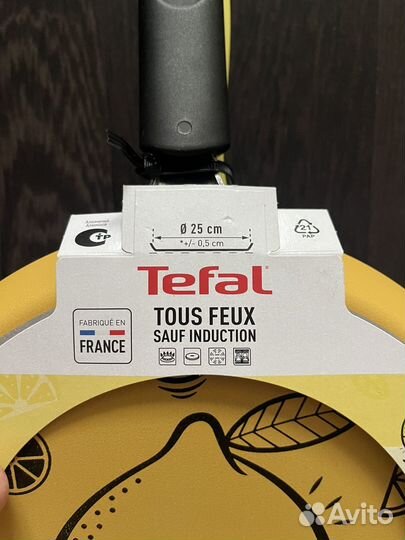 Ø 25 cm
*+/- 0,5 cm
21
PAP
Tefal
FABRIQUÉ EN
FRANCE
TOUS FEUX
SAUF INDUCTION
Avito